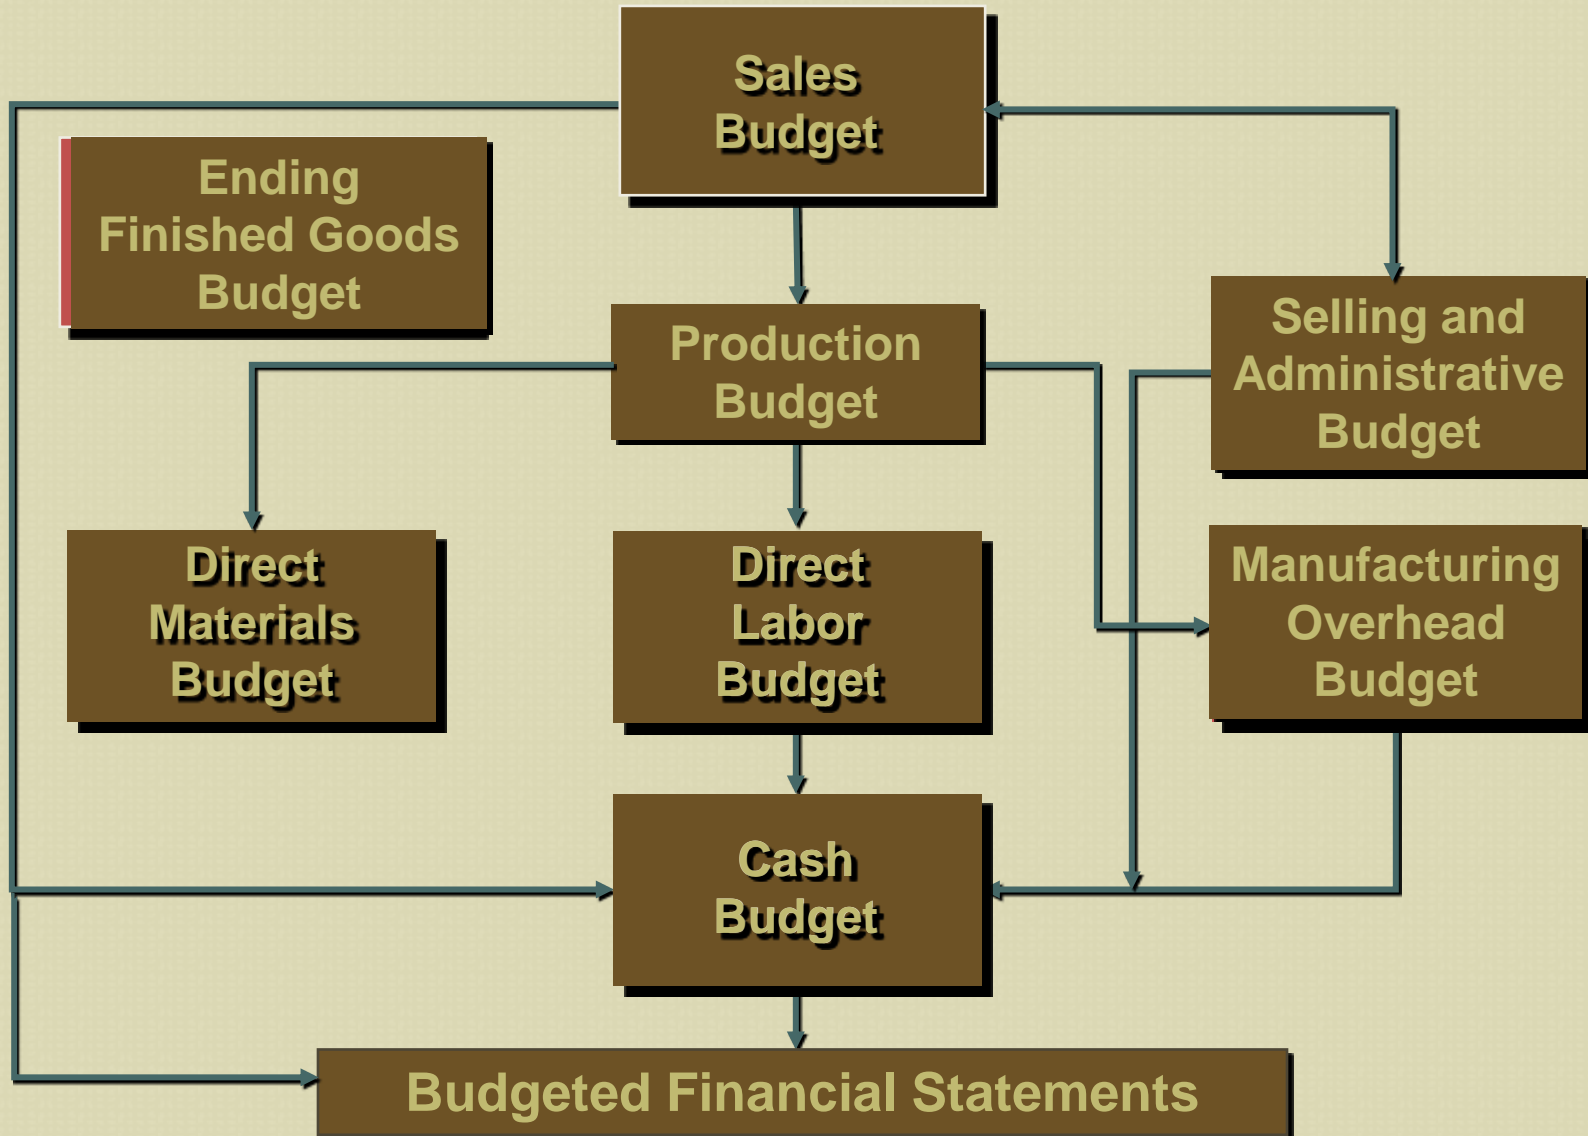 Sales
Budget
Ending
Finished Goods
Budget
Production
Budget
Selling and
Administrative
Budget
Direct
Materials
Budget
Direct
Labor
Budget
Manufacturing
Overhead
Budget
Cash
Budget
Budgeted Financial Statements